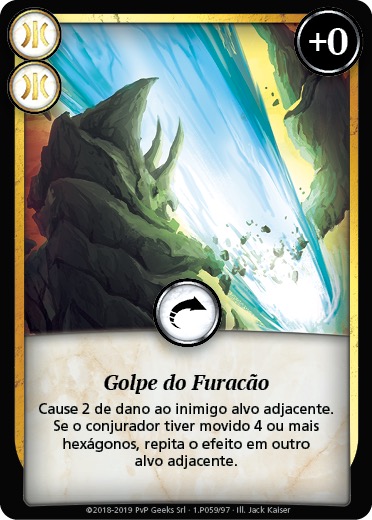 +0
Golpe do Furacão
Cause 2 de dano ao inimigo alvo adjacente.
Se o conjurador tiver movido 4 ou mais
hexágonos, repita o efeito em outro
alvo adjacente.
©2018-2019 PvP Geeks Srl · 1.P059/97 · Ill. Jack Kaiser